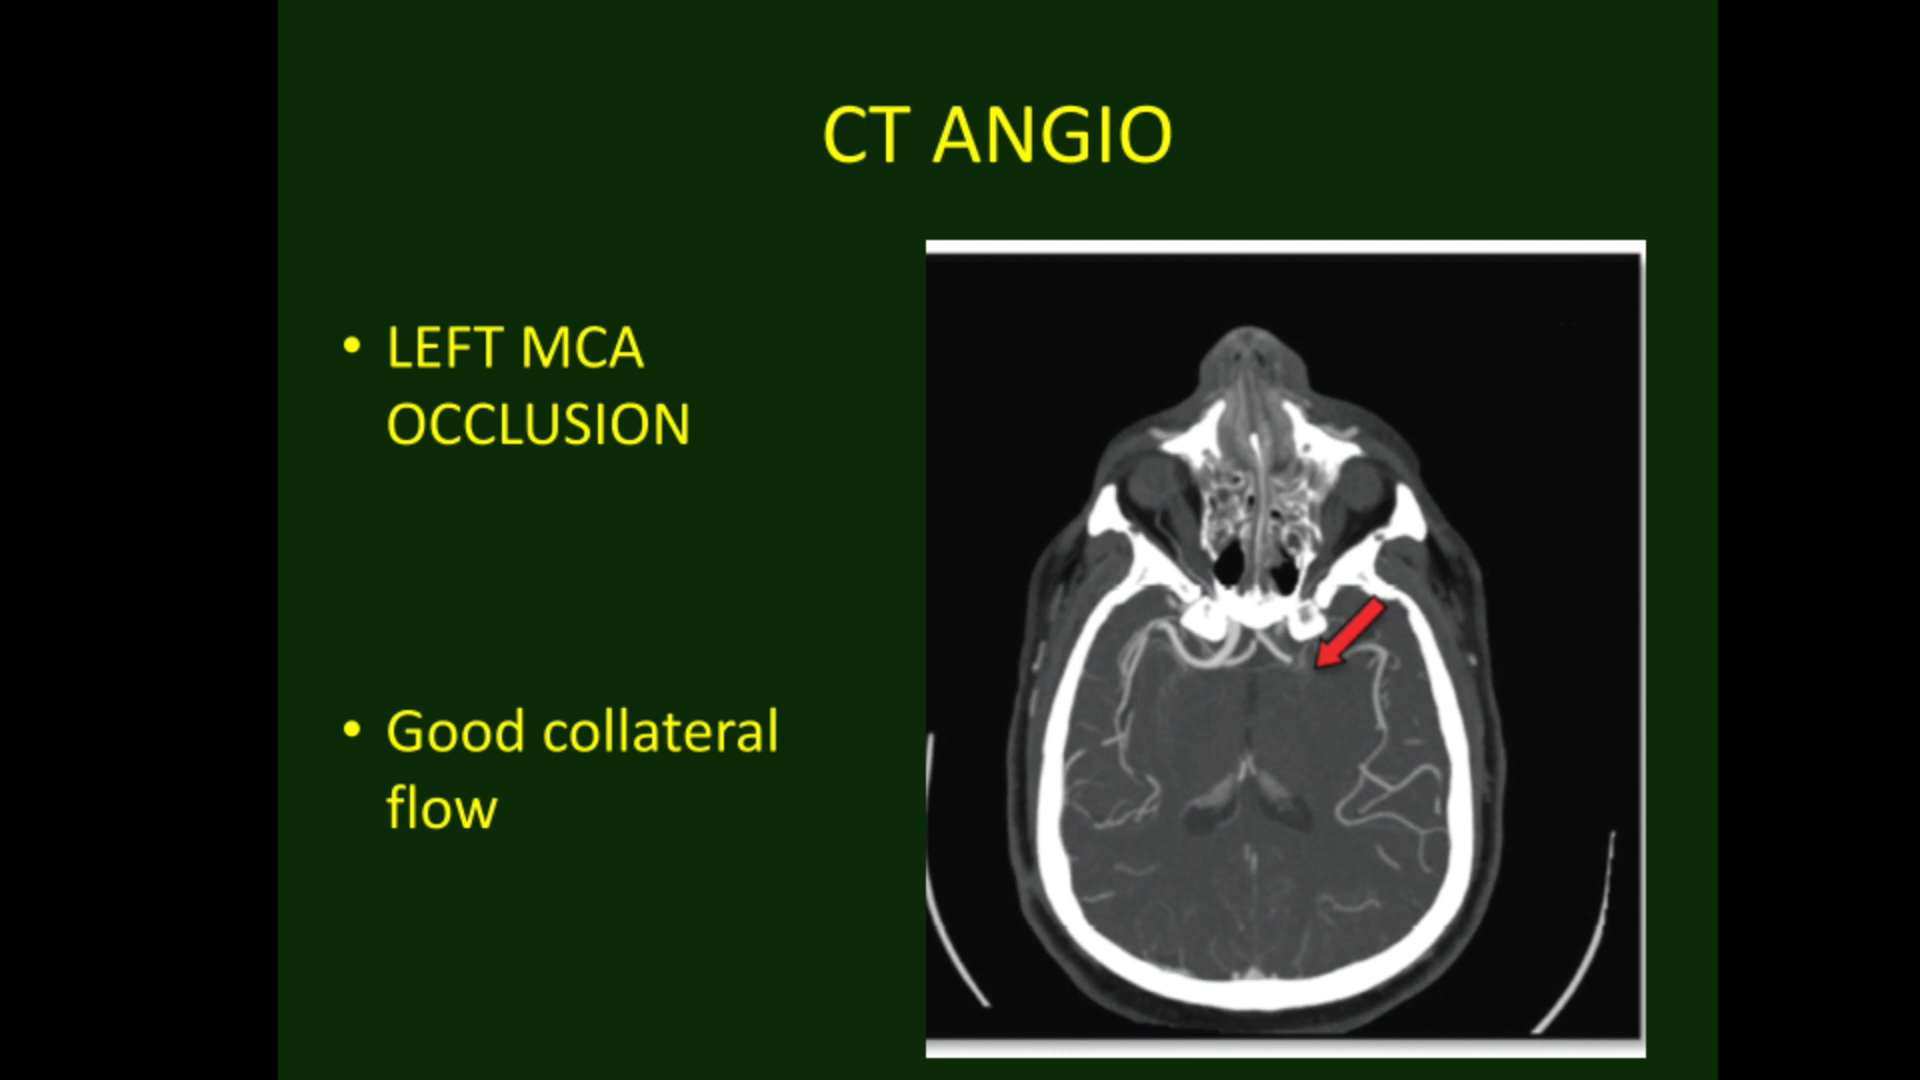 CT ANGIO
• LEFT MCA
OCCLUSION
• Good collateral
flow